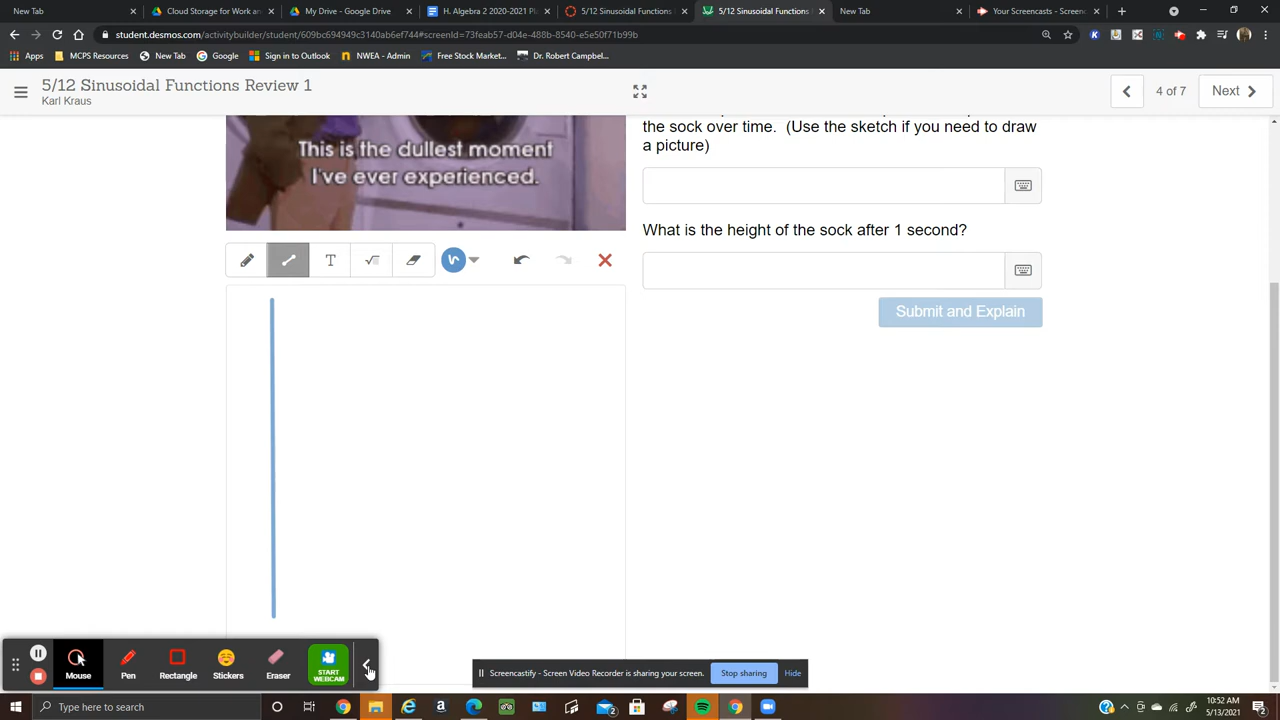 New Tab
Cloud Storage for Work an
My Drive - Google Drive
H. Algebra 2 2020-2021 Pl
5/12 Sinusoidal Functions
5/12 Sinusoidal Functions
New Tab
Your Screencasts - Screenc
student.desmos.com/activitybuilder/student/609bc694949c3140ab6ef744#screenId=73feab57-d04e-488b-8540-e5e50f71b99b
Apps
MCPS Resources
New Tab
Google
Sign in to Outlook
NWEA - Admin
Free Stock Market...
Dr. Robert Campbel...
5/12 Sinusoidal Functions Review 1
Karl Kraus
4 of 7
Next
This is the dullest moment
I've ever experienced.
the sock over time. (Use the sketch if you need to draw
a picture)
What is the height of the sock after 1 second?
Submit and Explain
T
Mouse
Pen
Rectangle
Stickers
Eraser
START
WEBCAM
Screencastify - Screen Video Recorder is sharing your screen.
Stop sharing
Hide
Type here to search
10:52 AM
5/13/2021